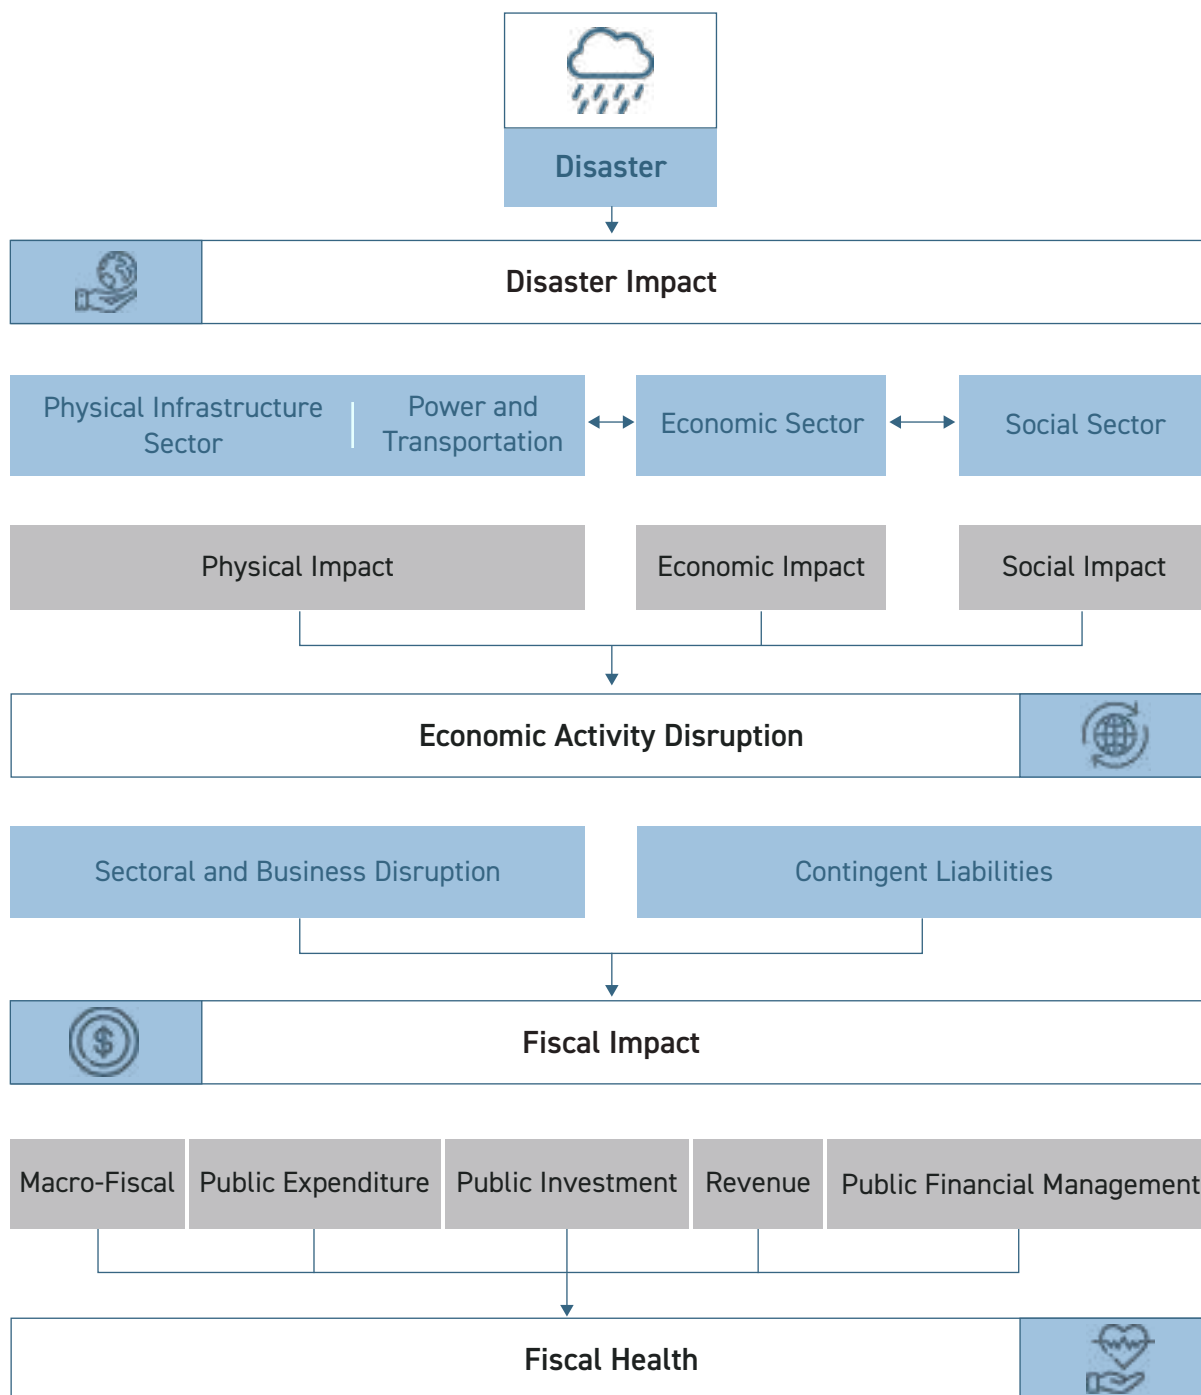 Disaster
Disaster Impact
Physical Infrastructure
Sector
Power and
Transportation
Economic Sector
Social Sector
Physical Impact
Economic Impact
Social Impact
Economic Activity Disruption
Sectoral and Business Disruption
Contingent Liabilities
$
Fiscal Impact
Macro-Fiscal
Public Expenditure
Public Investment
Revenue
Public Financial Management
Fiscal Health